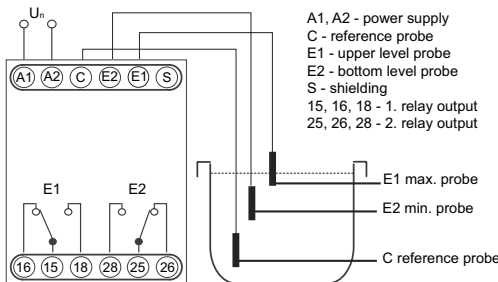 Un
A1 A2 C E2 E1 S
A1, A2 - power supply
C - reference probe
E1 - upper level probe
E2 - bottom level probe
S - shielding
15, 16, 18 - 1. relay output
25, 26, 28 - 2. relay output
E1 E2
16 15 18 28 25 26
E1 max. probe
E2 min. probe
C reference probe